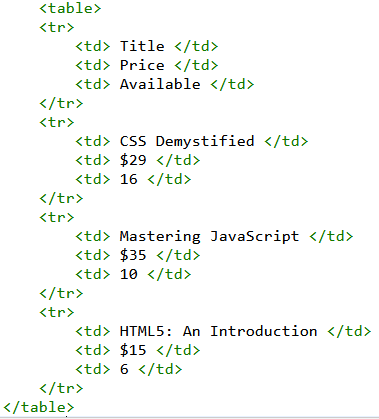 <table>
<tr>
<td> Title </td>
<td> Price </td>
<td> Available </td>
</tr>
<tr>
<td> CSS Demystified </td>
<td> $29 </td>
<td> 16 </td>
</tr>
<tr>
<td> Mastering JavaScript </td>
<td> $35 </td>
<td> 10 </td>
</tr>
<tr>
<td> HTML5: An Introduction </td>
<td> $15 </td>
<td> 6 </td>
</tr>
</table>